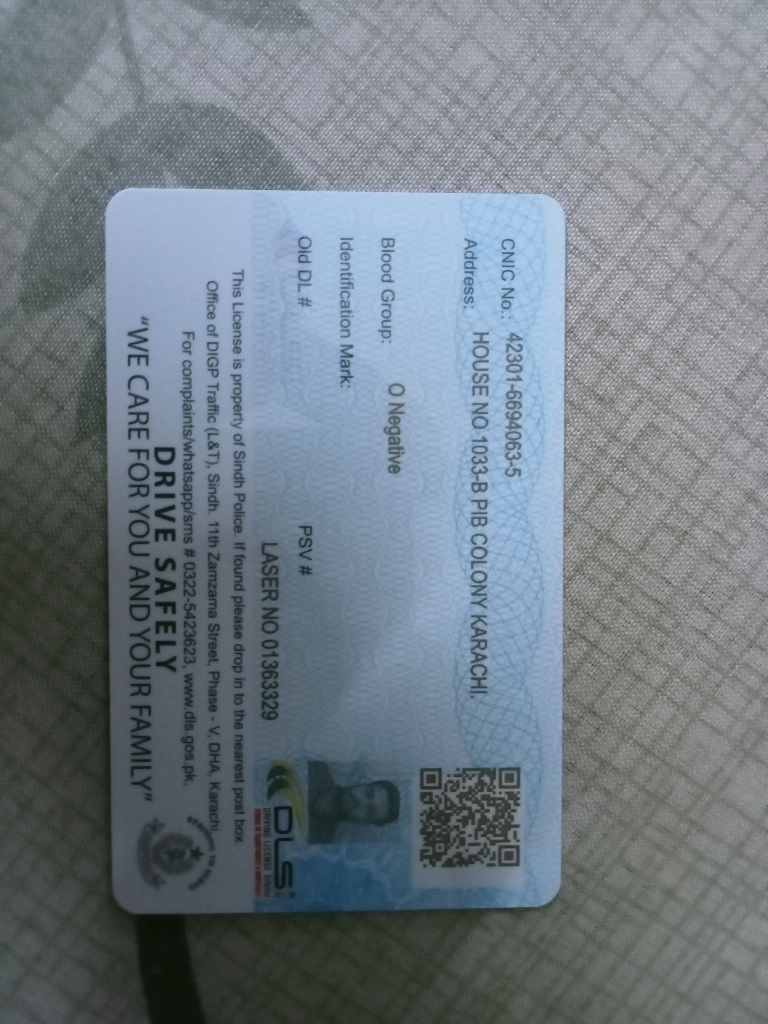 CNIC No.: 42301-6694063-5
Address: HOUSE NO 1033-B PIB COLONY KARACHI.
Blood Group: O Negative
Identification Mark:
Old DL # PSV #
LASER NO 01363329
This License is property of Sindh Police. If found please drop in to the nearest post box.
Office of DIGP Traffic (L&T), Sindh. 11th Zamzama Street, Phase - V, DHA, Karachi.
For complaints/whatsapp/sms # 0322-5423623, www.dls.gos.pk.
DRIVE SAFELY
"WE CARE FOR YOU AND YOUR FAMILY"
DLS
DRIVING LICENSE SINDH